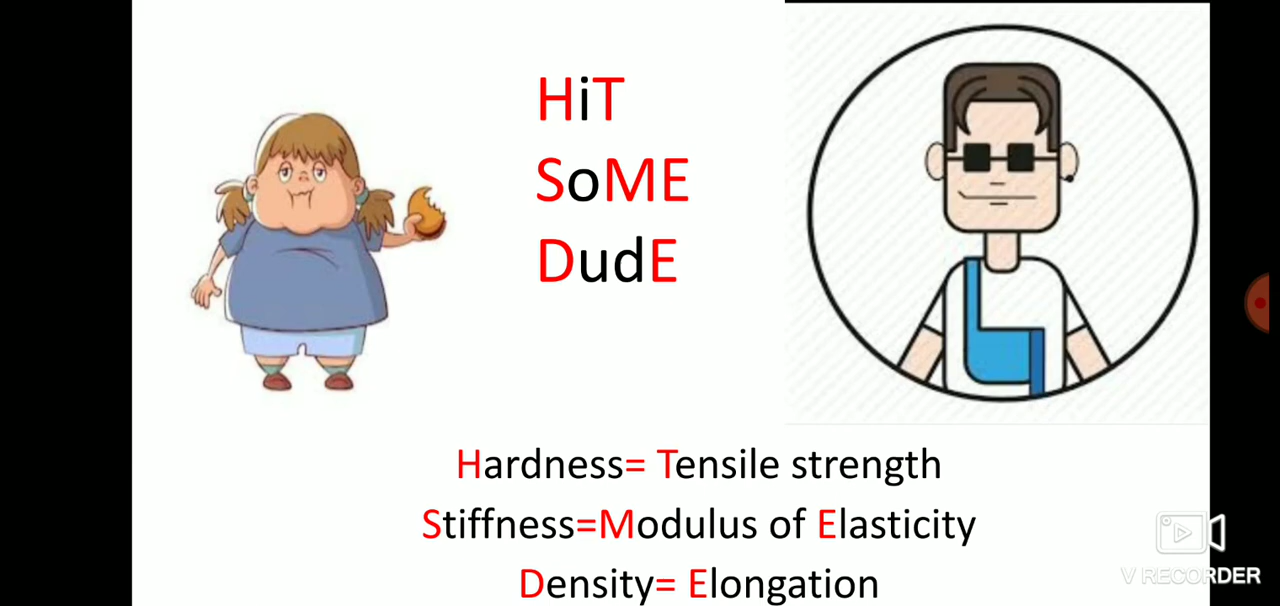 HiT
SoME
DudE
Hardness= Tensile strength
Stiffness=Modulus of Elasticity
Density= Elongation
V RECORDER